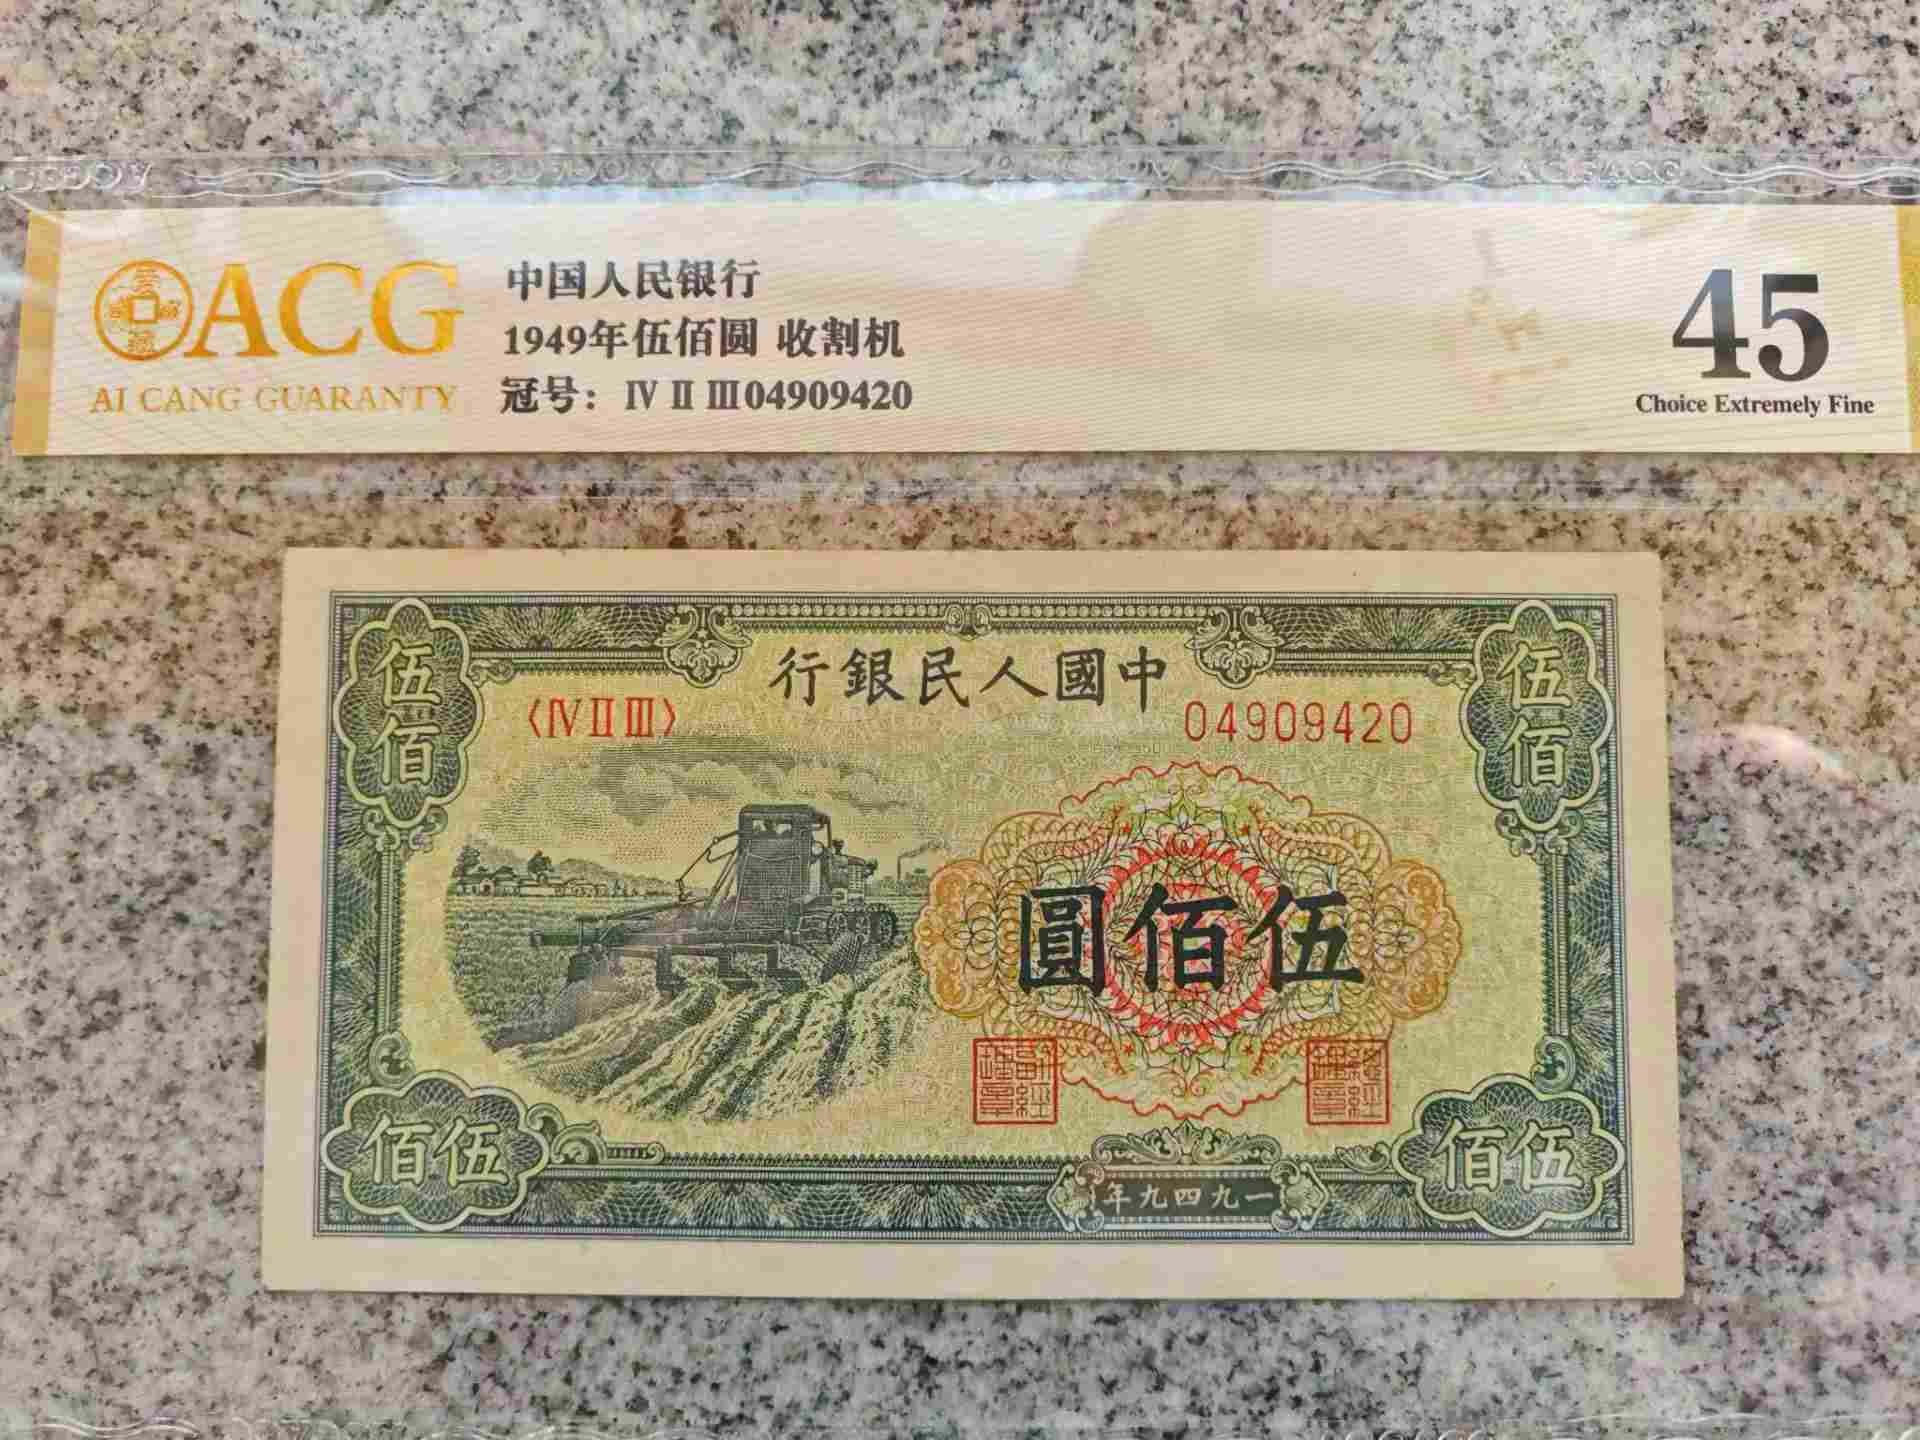 ACG
AI CANG GUARANTY
中国人民银行
1949年伍佰圆 收割机
冠号：Ⅳ Ⅱ Ⅲ04909420
45
Choice Extremely Fine
行銀民人國中
〈ⅣⅡⅢ〉
04909420
伍佰
伍佰
圓佰伍
佰伍
佰伍
年九四九一